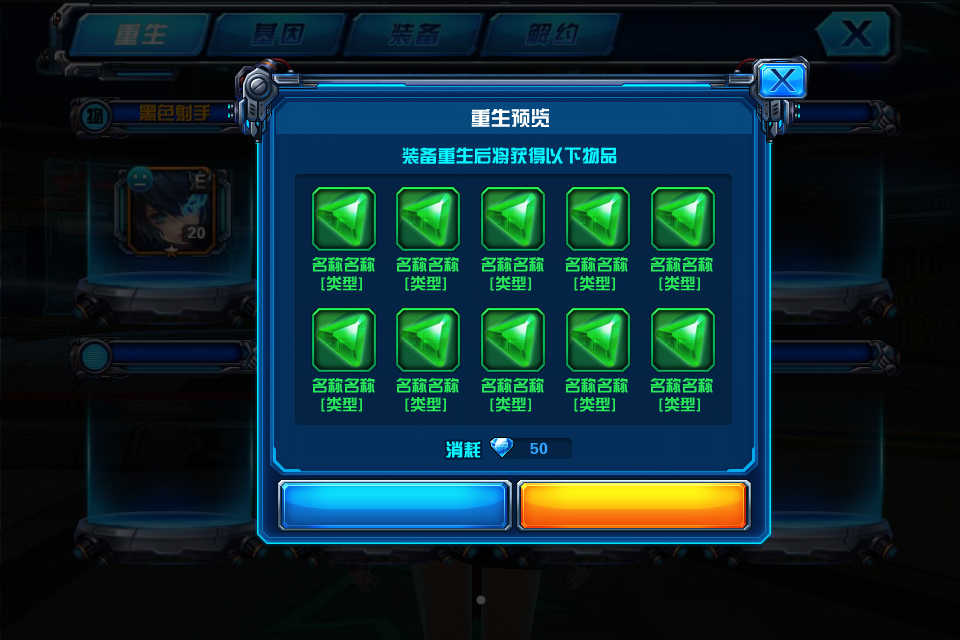 重生 基因 装备 解约
物 黑色射手
E
20
重生预览
装备重生后将获得以下物品
名称名称 名称名称 名称名称 名称名称 名称名称
[类型] [类型] [类型] [类型] [类型]
名称名称 名称名称 名称名称 名称名称 名称名称
[类型] [类型] [类型] [类型] [类型]
消耗 50